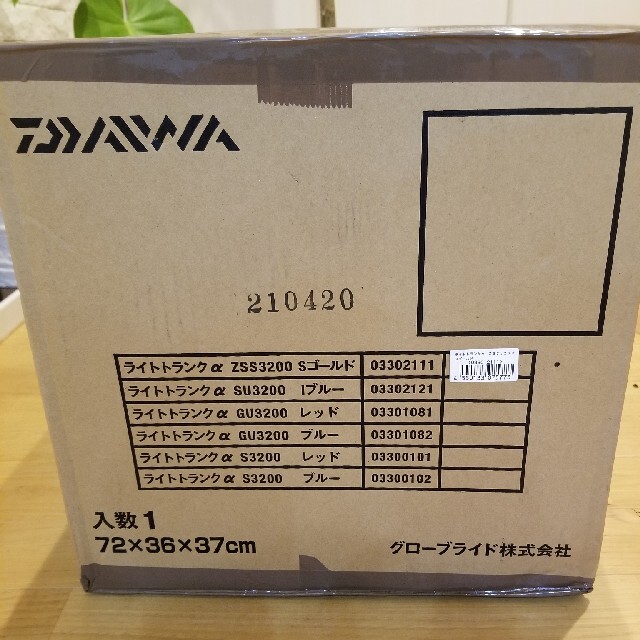 DAIWA
210420
ライトトランクα ZSS3200 Sゴールド 03302111
ライトトランクα SU3200 Iブルー 03302121
ライトトランクα GU3200 レッド 03301081
ライトトランクα GU3200 ブルー 03301082
ライトトランクα S3200 レッド 03300101
ライトトランクα S3200 ブルー 03300102
入数 1
72×36×37cm
グローブライド株式会社